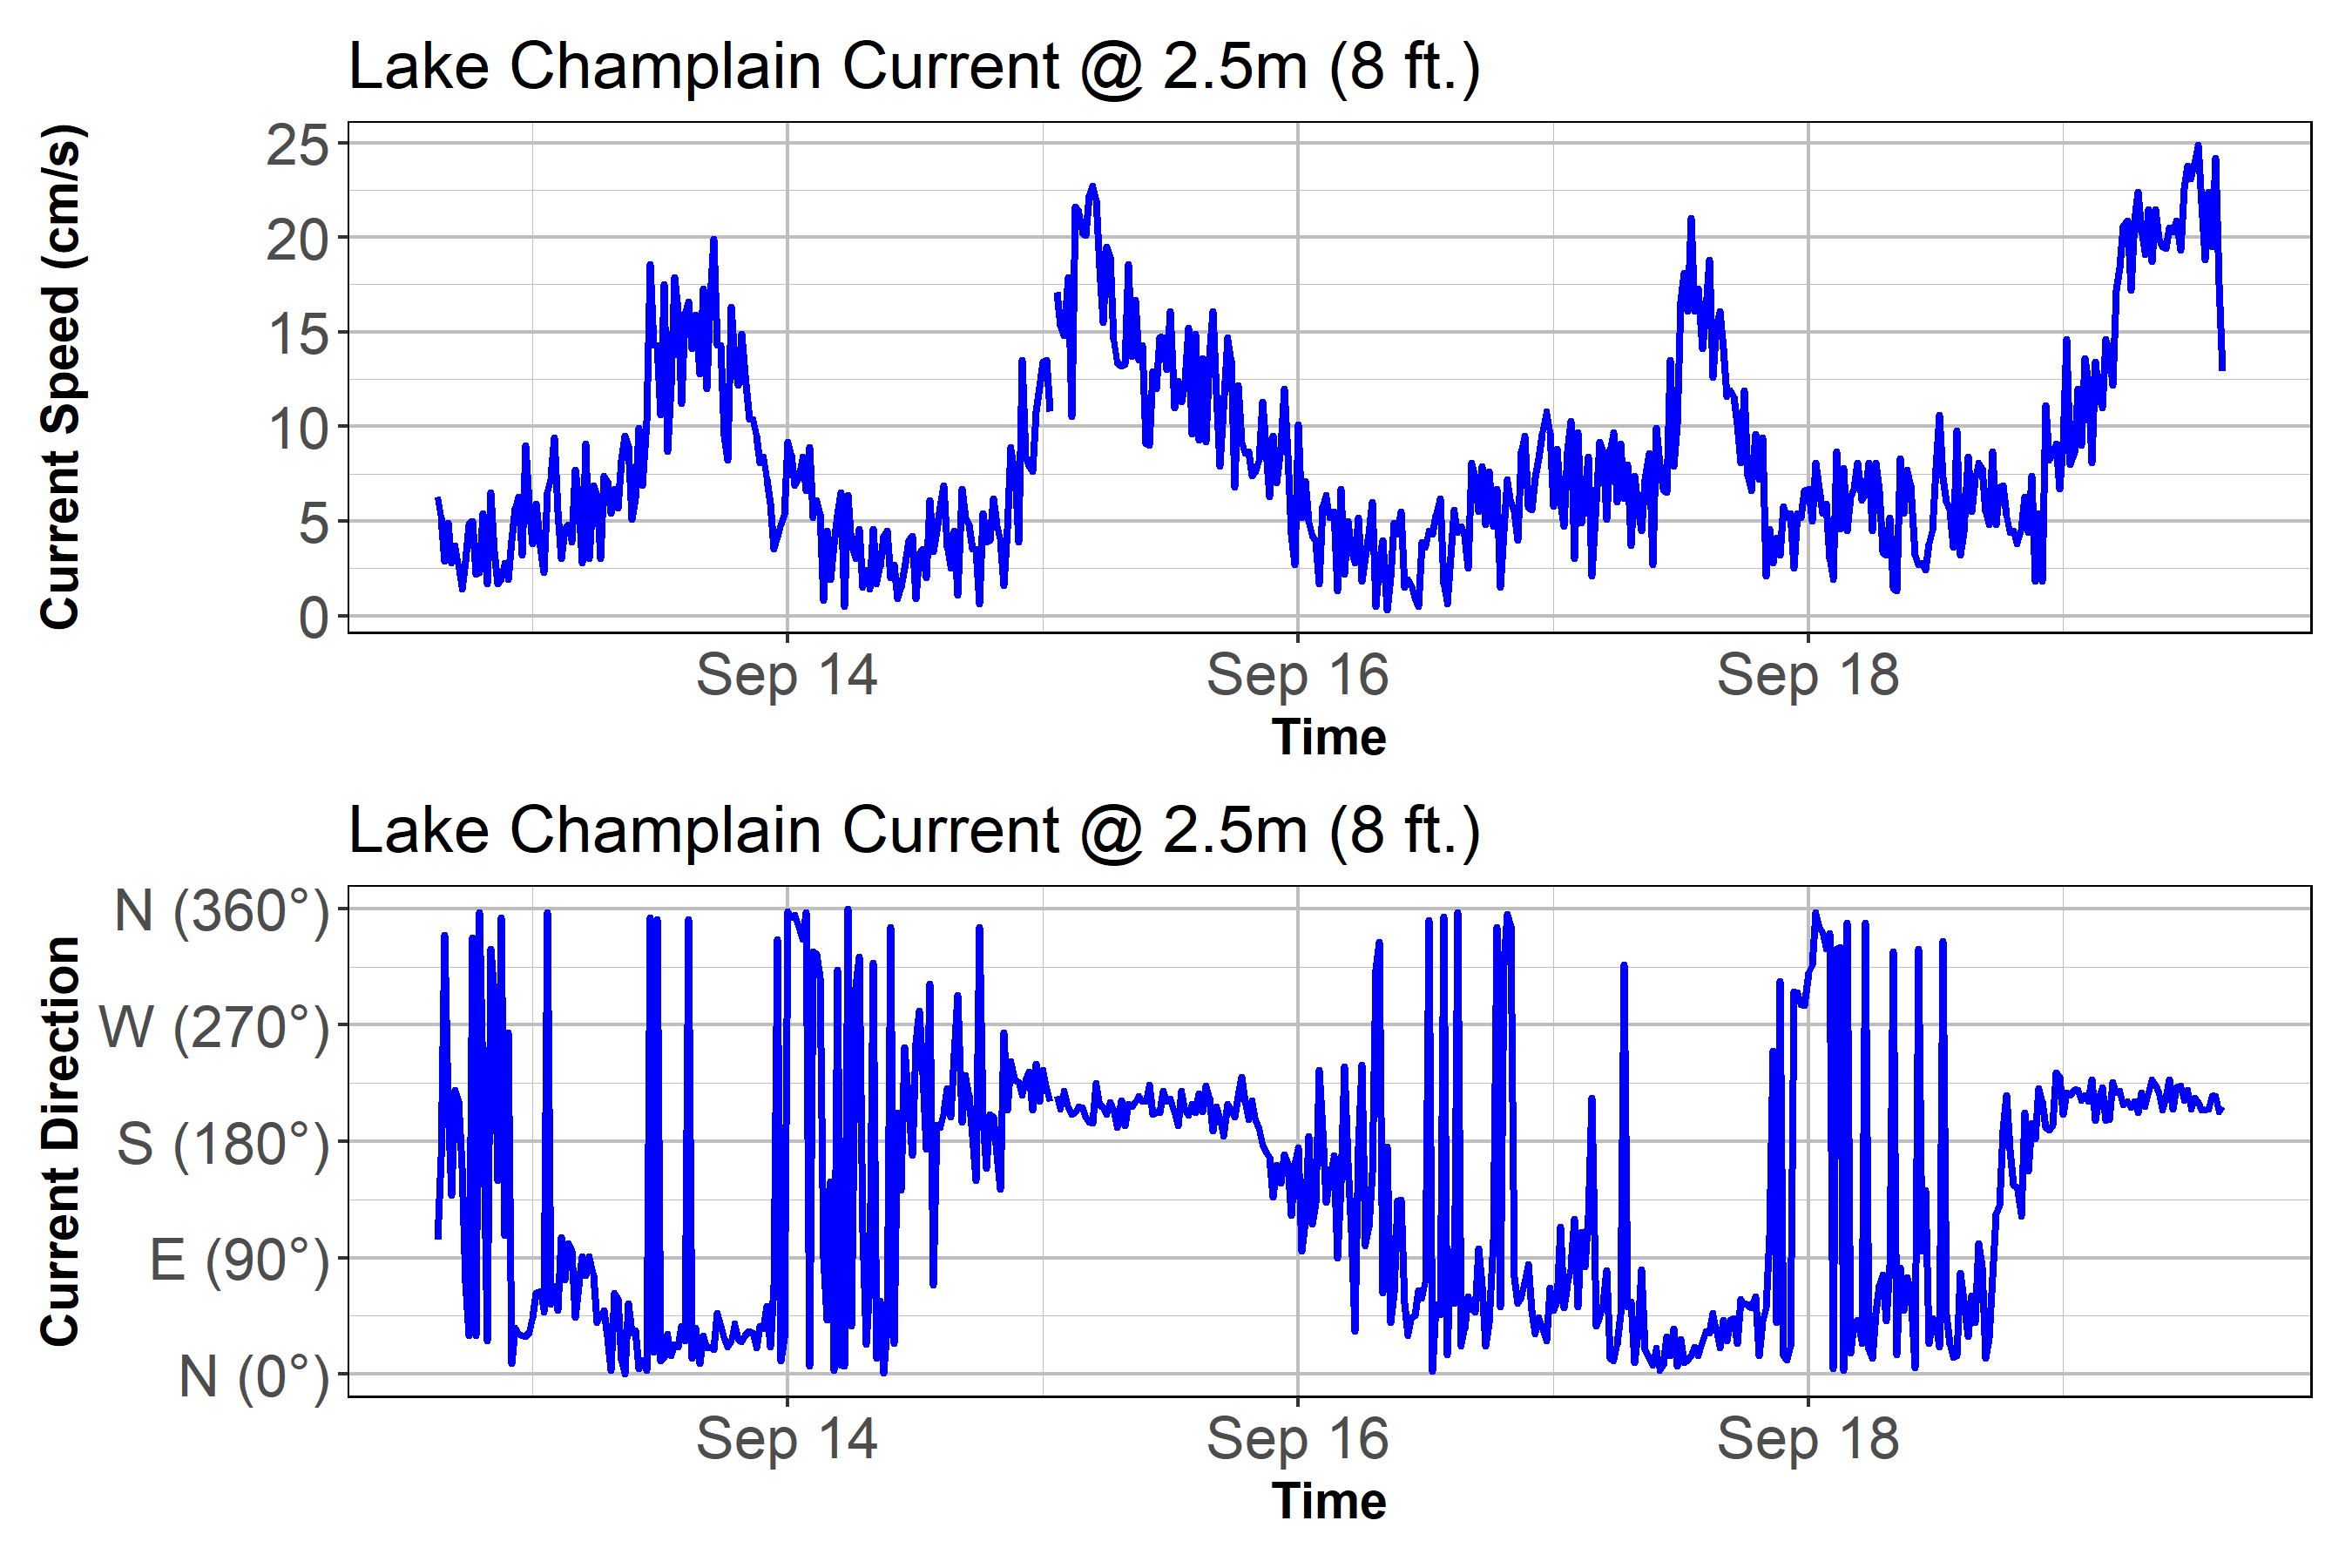 Lake Champlain Current @ 2.5m (8 ft.)
Current Speed (cm/s)
25
20
15
10
5
0
Sep 14 Sep 16 Sep 18
Time
Lake Champlain Current @ 2.5m (8 ft.)
Current Direction
N (360°)
W (270°)
S (180°)
E (90°)
N (0°)
Sep 14 Sep 16 Sep 18
Time